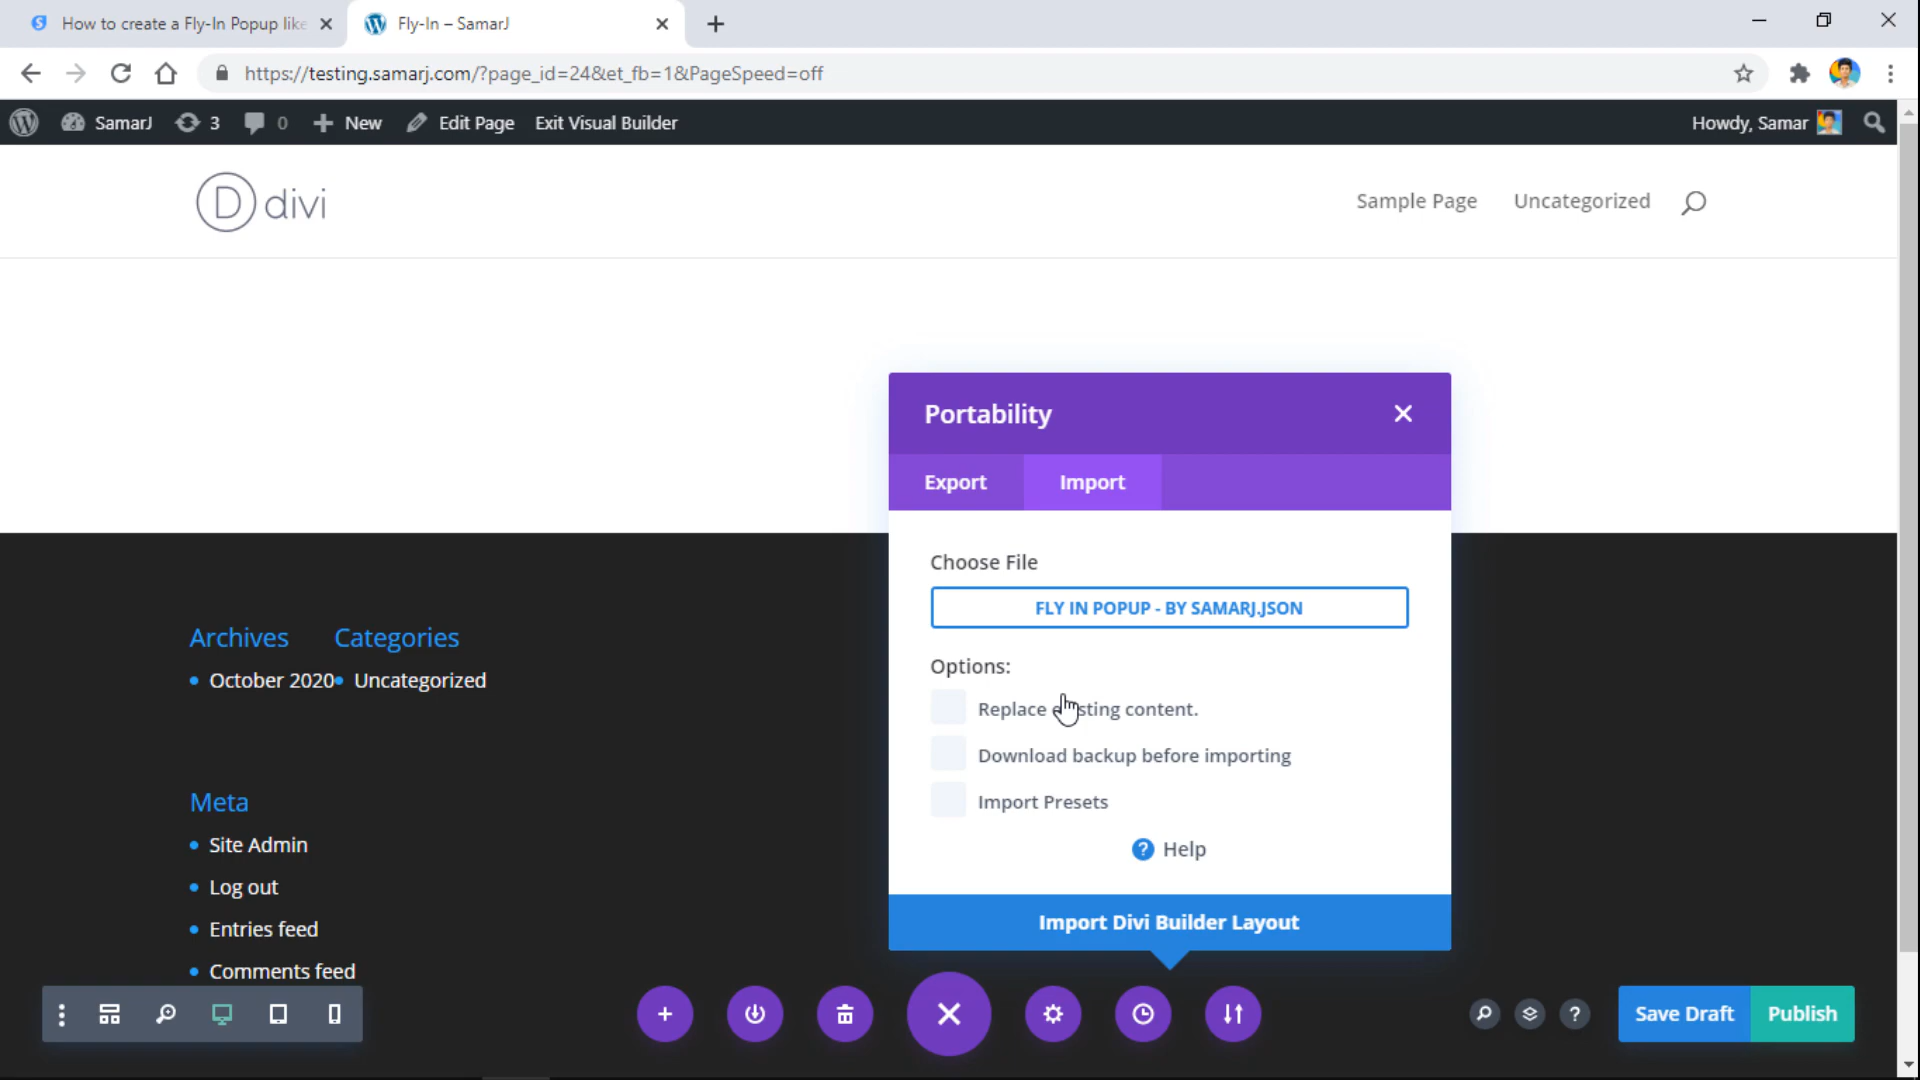 How to create a Fly-In Popup like
Fly-In – SamarJ
https://testing.samarj.com/?page_id=24&et_fb=1&PageSpeed=off
SamarJ 3 0 New Edit Page Exit Visual Builder Howdy, Samar
D divi
Sample Page Uncategorized
Portability
Export Import
Choose File
FLY IN POPUP - BY SAMARJ.JSON
Options:
Replace existing content.
Download backup before importing
Import Presets
? Help
Import Divi Builder Layout
Archives
October 2020
Categories
Uncategorized
Meta
Site Admin
Log out
Entries feed
Comments feed
? Save Draft Publish